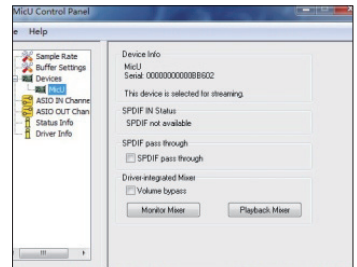 MicU Control Panel
e Help
Sample Rate
Buffer Settings
Devices
MicU
ASIO IN Channe
ASIO OUT Chan
Status Info
Driver Info
Device Info
MicU
Serial: 00000000000BB602
This device is selected for streaming.
SPDIF IN Status
SPDIF not available
SPDIF pass through
SPDIF pass through
Driver-integrated Mixer
Volume bypass
Monitor Mixer
Playback Mixer